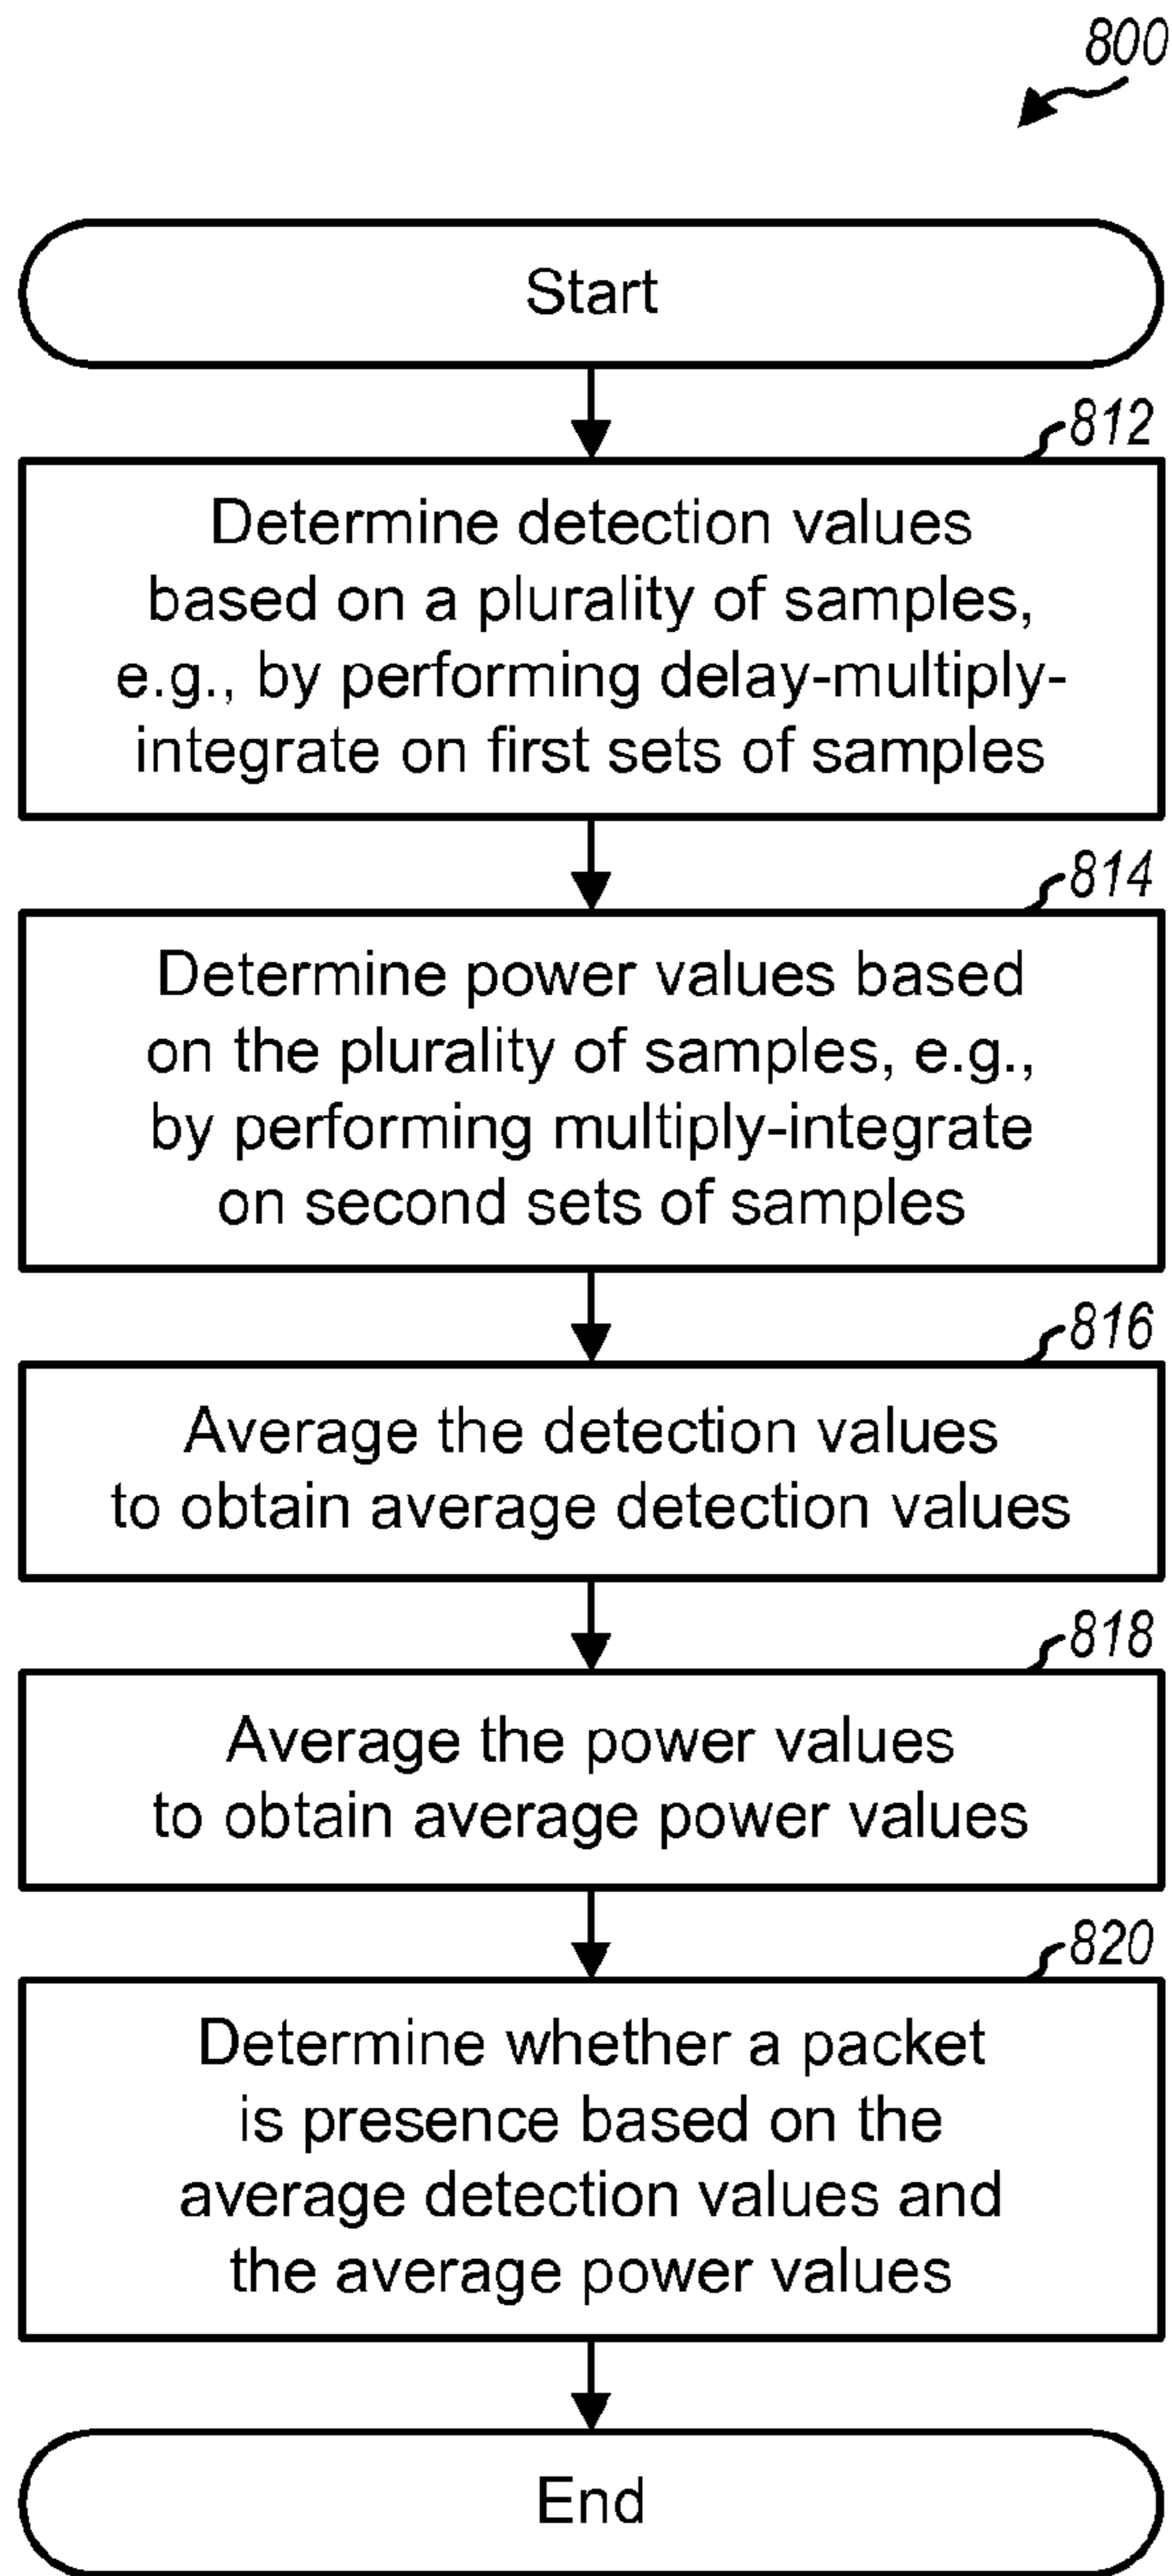 800
Start
812
Determine detection values
based on a plurality of samples,
e.g., by performing delay-multiply-
integrate on first sets of samples
814
Determine power values based
on the plurality of samples, e.g.,
by performing multiply-integrate
on second sets of samples
816
Average the detection values
to obtain average detection values
818
Average the power values
to obtain average power values
820
Determine whether a packet
is presence based on the
average detection values and
the average power values
End